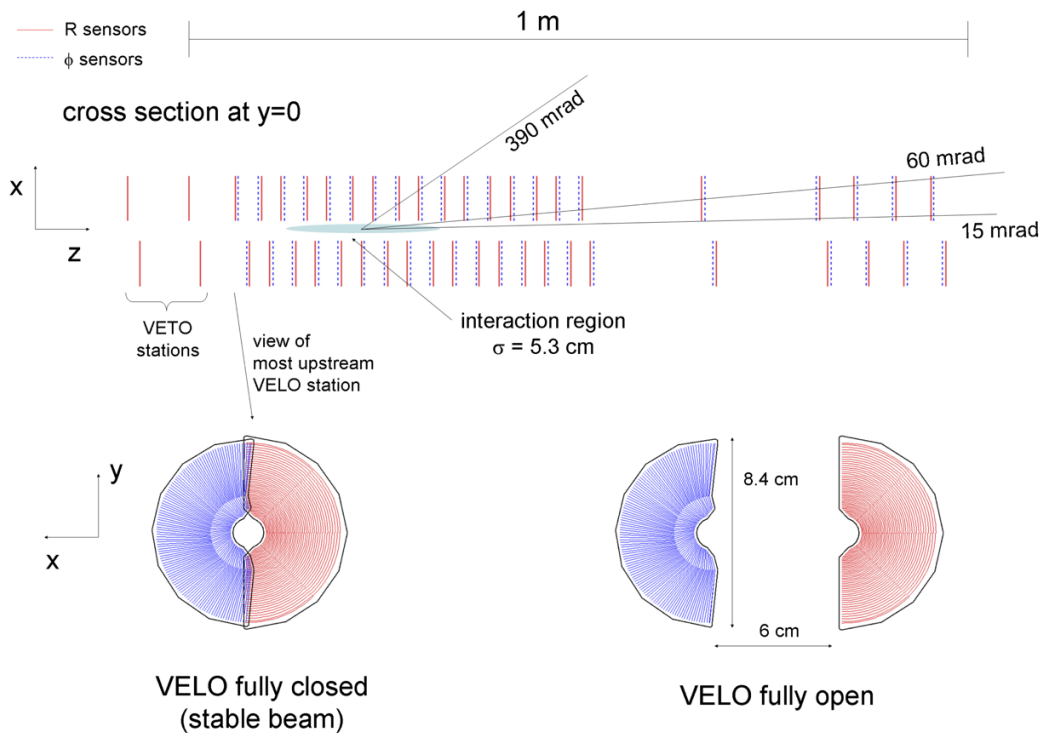 1 m
R sensors
ϕ sensors
cross section at y=0
390 mrad
60 mrad
15 mrad
x
z
VETO
stations
view of
most upstream
VELO station
interaction region
σ = 5.3 cm
y
x
8.4 cm
6 cm
VELO fully closed
(stable beam)
VELO fully open